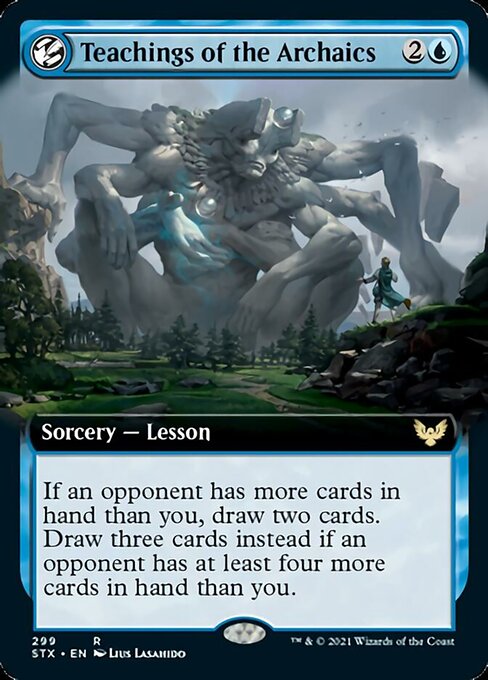 Teachings of the Archaics 2
Sorcery — Lesson
If an opponent has more cards in
hand than you, draw two cards.
Draw three cards instead if an
opponent has at least four more
cards in hand than you.
299 R
STX • EN Lius Lasahido
™ & © 2021 Wizards of the Coast